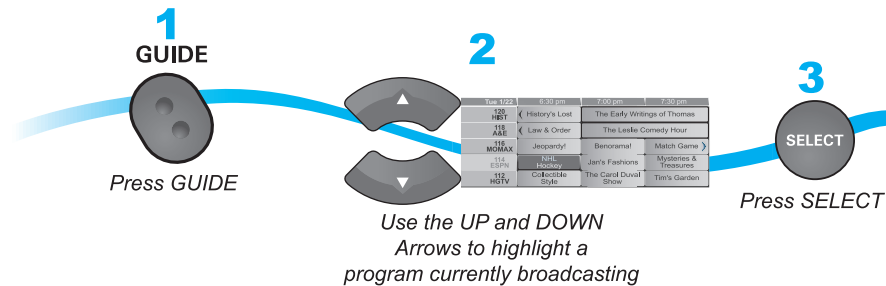 1
GUIDE
Press GUIDE
2
Tue 1/22 6:30 pm 7:00 pm 7:30 pm
120 HIST History's Lost The Early Writings of Thomas
118 A&E Law & Order The Leslie Comedy Hour
116 MOMAX Jeopardy! Benorama! Match Game
114 ESPN NHL Hockey Jan's Fashions Mysteries & Treasures
112 HGTV Collectible Style The Carol Duval Show Tim's Garden
Use the UP and DOWN
Arrows to highlight a
program currently broadcasting
3
SELECT
Press SELECT